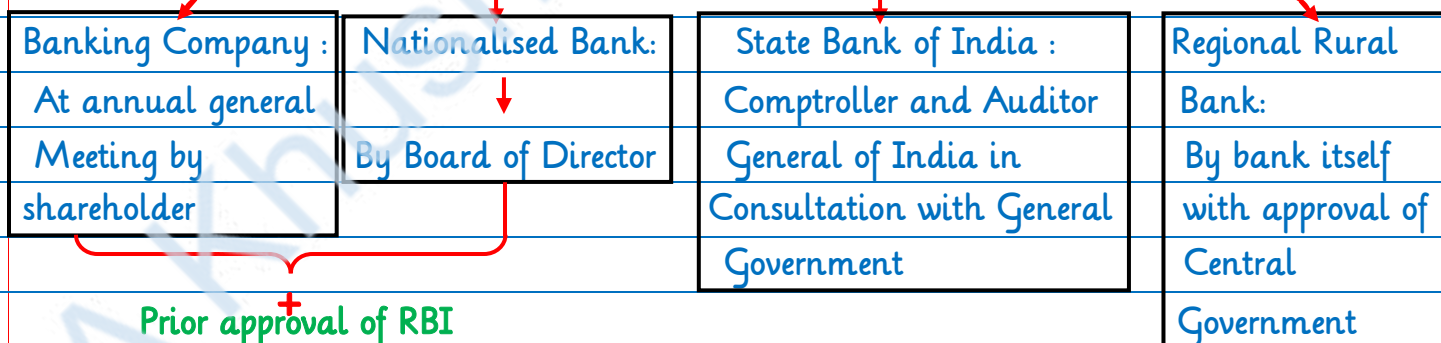 Banking Company :
At annual general
Meeting by
shareholder
Nationalised Bank:
By Board of Director
+
Prior approval of RBI
State Bank of India :
Comptroller and Auditor
General of India in
Consultation with General
Government
Regional Rural
Bank:
By bank itself
with approval of
Central
Government
A Khush